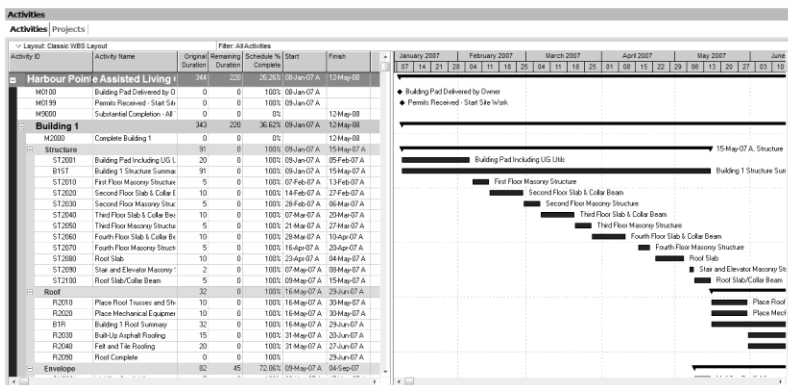 Activities
Activities Projects
Layout: Classic WBS Layout Filter: All Activities
Activity ID Activity Name Original Duration Remaining Duration Schedule % Complete Start Finish
January 2007 February 2007 March 2007 April 2007 May 2007 June
07 14 21 28 04 11 18 25 04 11 18 25 01 08 15 22 29 06 13 20 27 03 10
Harbour Pointe Assisted Living 344 228 26.26% 08-Jan-07 A 12-May-08
M0100 Building Pad Delivered by O 0 0 100% 08-Jan-07 A Building Pad Delivered by Owner
M0199 Permits Received - Start Sit 0 0 100% 09-Jan-07 A Permits Received - Start Site Work
M9000 Substantial Completion - All 0 0 0% 12-May-08
Building 1 343 228 36.62% 09-Jan-07 A 12-May-08
M2000 Complete Building 1 0 0 0% 12-May-08
Structure 91 0 100% 09-Jan-07 A 15-May-07 A 15-May-07 A, Structure
ST2001 Building Pad Including UG U 20 0 100% 09-Jan-07 A 05-Feb-07 A Building Pad Including UG Utils
B1ST Building 1 Structure Summar 91 0 100% 09-Jan-07 A 15-May-07 A Building 1 Structure Sum
ST2010 First Floor Masonry Structure 5 0 100% 07-Feb-07 A 13-Feb-07 A First Floor Masonry Structure
ST2020 Second Floor Slab & Collar E 10 0 100% 14-Feb-07 A 27-Feb-07 A Second Floor Slab & Collar Beam
ST2030 Second Floor Masonry Struc 5 0 100% 28-Feb-07 A 06-Mar-07 A Second Floor Masonry Structure
ST2040 Third Floor Slab & Collar Bea 10 0 100% 07-Mar-07 A 20-Mar-07 A Third Floor Slab & Collar Beam
ST2050 Third Floor Masonry Structu 5 0 100% 21-Mar-07 A 27-Mar-07 A Third Floor Masonry Structure
ST2060 Fourth Floor Slab & Collar Be 10 0 100% 28-Mar-07 A 10-Apr-07 A Fourth Floor Slab & Collar Beam
ST2070 Fourth Floor Masonry Struct 5 0 100% 16-Apr-07 A 20-Apr-07 A Fourth Floor Masonry Structure
ST2080 Roof Slab 10 0 100% 23-Apr-07 A 04-May-07 A Roof Slab
ST2090 Stair and Elevator Masonry S 2 0 100% 07-May-07 A 08-May-07 A Stair and Elevator Masonry St
ST2100 Roof Slab/Collar Beam 5 0 100% 09-May-07 A 15-May-07 A Roof Slab/Collar Beam
Roof 32 0 100% 16-May-07 A 29-Jun-07 A
R2010 Place Roof Trusses and Sh 10 0 100% 16-May-07 A 30-May-07 A Place Roof
R2020 Place Mechanical Equipmer 10 0 100% 16-May-07 A 30-May-07 A Place Mech
B1R Building 1 Roof Summary 32 0 100% 16-May-07 A 29-Jun-07 A
R2030 Built-Up Asphalt Roofing 15 0 100% 31-May-07 A 20-Jun-07 A
R2040 Felt and Tile Roofing 20 0 100% 31-May-07 A 27-Jun-07 A
R2090 Roof Complete 0 0 100% 29-Jun-07 A
Envelope 82 45 72.06% 09-May-07 A 04-Sep-07